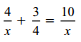 4/x + 3/4 = 10/x